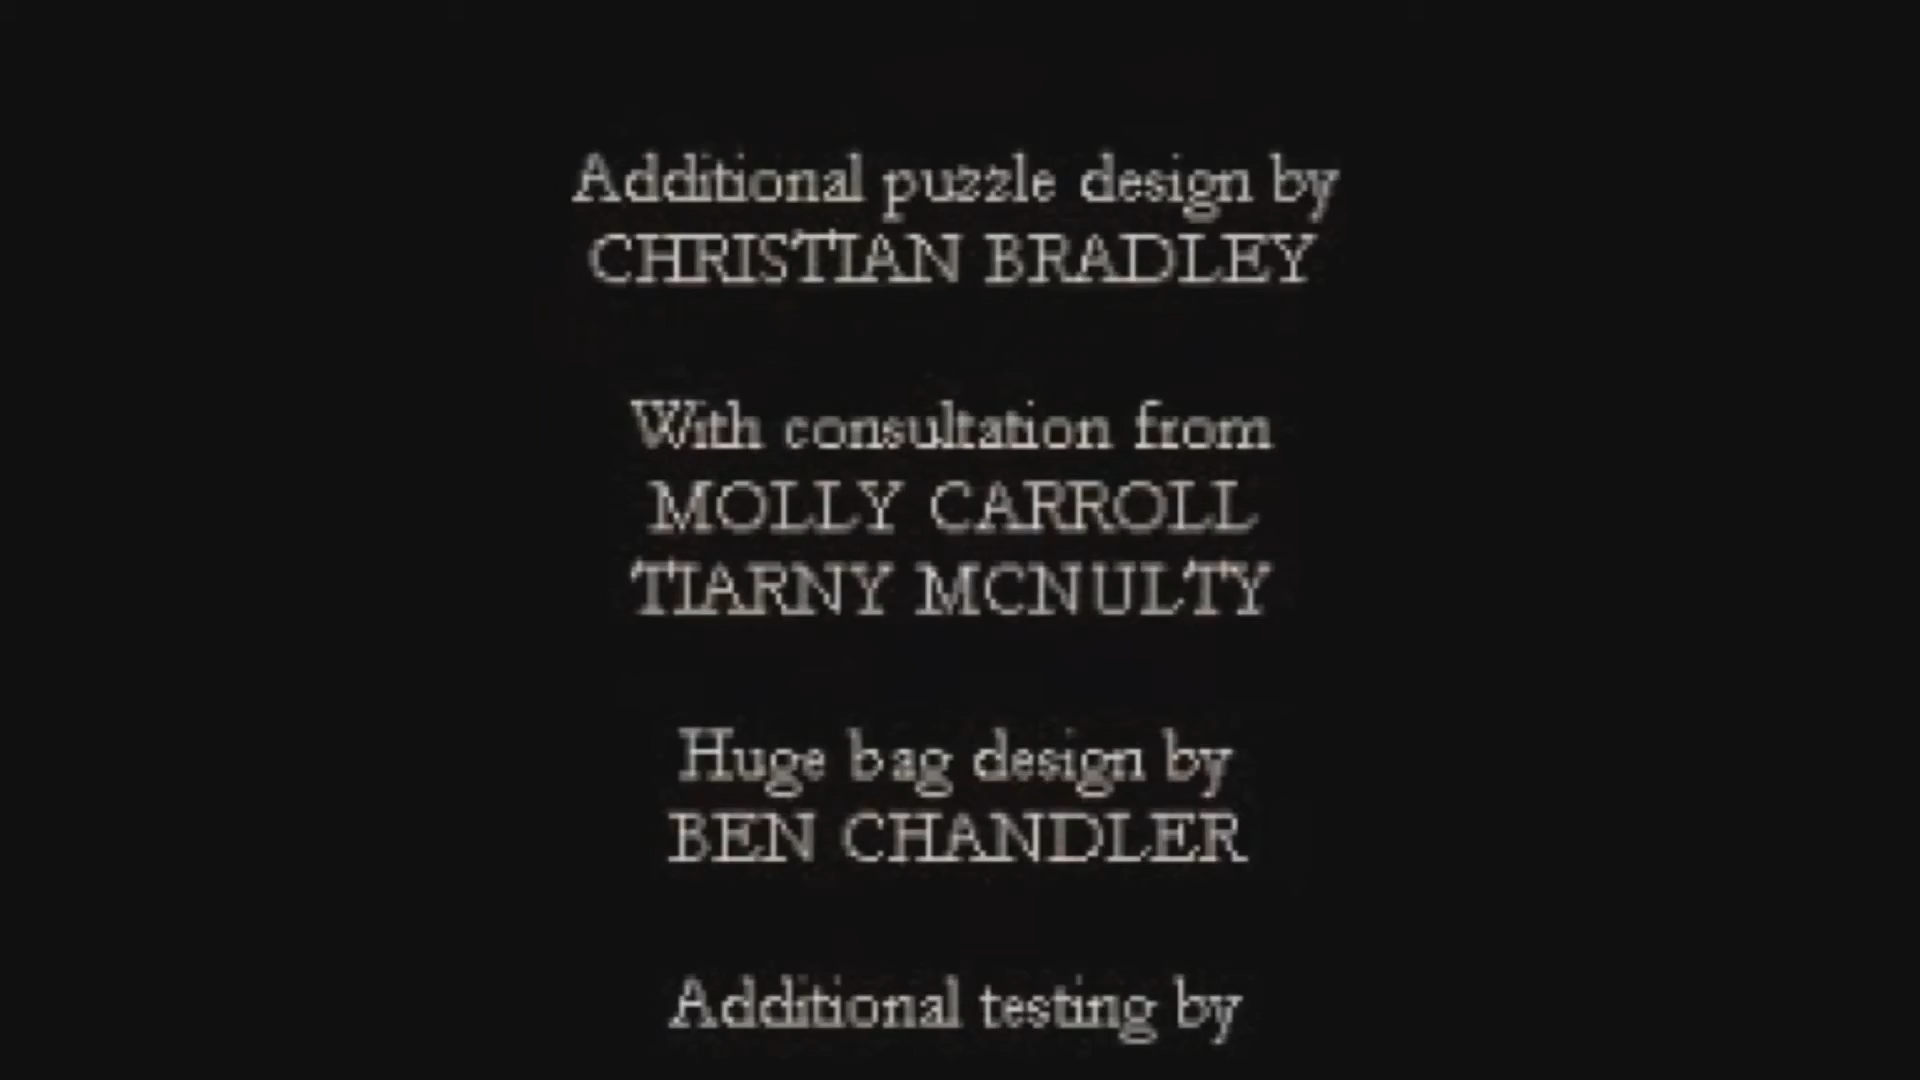 Additional puzzle design by
CHRISTIAN BRADLEY
With consultation from
MOLLY CARROLL
TIARNY MCNULTY
Huge bag design by
BEN CHANDLER
Additional testing by